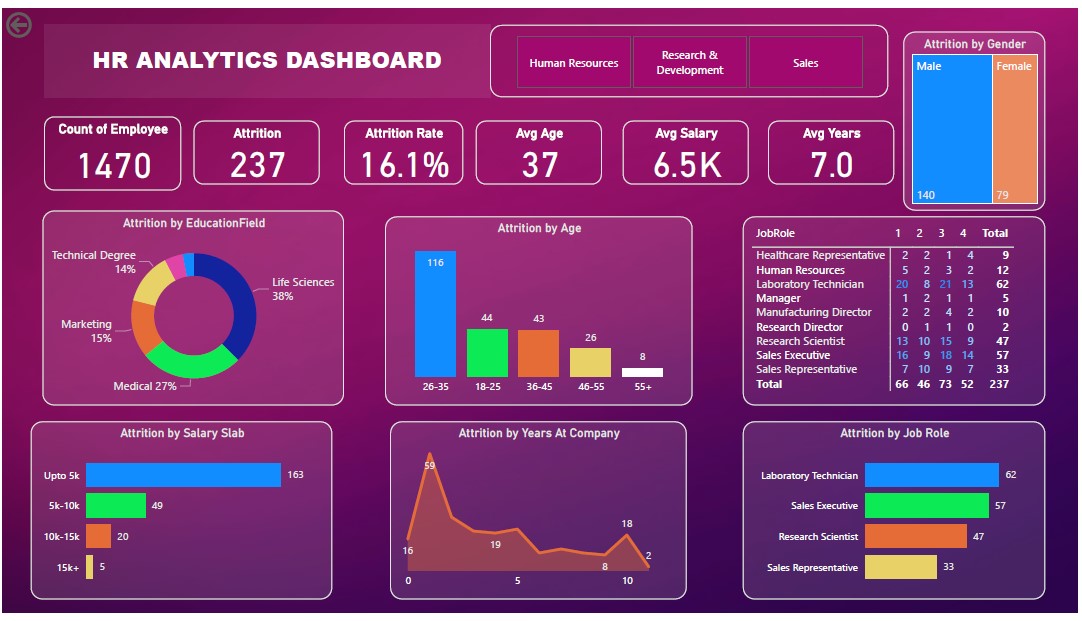 HR ANALYTICS DASHBOARD
Human Resources
Research &
Development
Sales
Attrition by Gender
Male
Female
140
79
Count of Employee
1470
Attrition
237
Attrition Rate
16.1%
Avg Age
37
Avg Salary
6.5K
Avg Years
7.0
Attrition by EducationField
Technical Degree
14%
Life Sciences
38%
Marketing
15%
Medical 27%
Attrition by Age
116
44
43
26
8
26-35
18-25
36-45
46-55
55+
JobRole 1 2 3 4 Total
Healthcare Representative 2 2 1 4 9
Human Resources 5 2 3 2 12
Laboratory Technician 20 8 21 13 62
Manager 1 2 1 1 5
Manufacturing Director 2 2 4 2 10
Research Director 0 1 1 0 2
Research Scientist 13 10 15 9 47
Sales Executive 16 9 18 14 57
Sales Representative 7 10 9 7 33
Total 66 46 73 52 237
Attrition by Salary Slab
Upto 5k 163
5k-10k 49
10k-15k 20
15k+ 5
Attrition by Years At Company
59
16
19
18
8
2
0
5
10
Attrition by Job Role
Laboratory Technician 62
Sales Executive 57
Research Scientist 47
Sales Representative 33